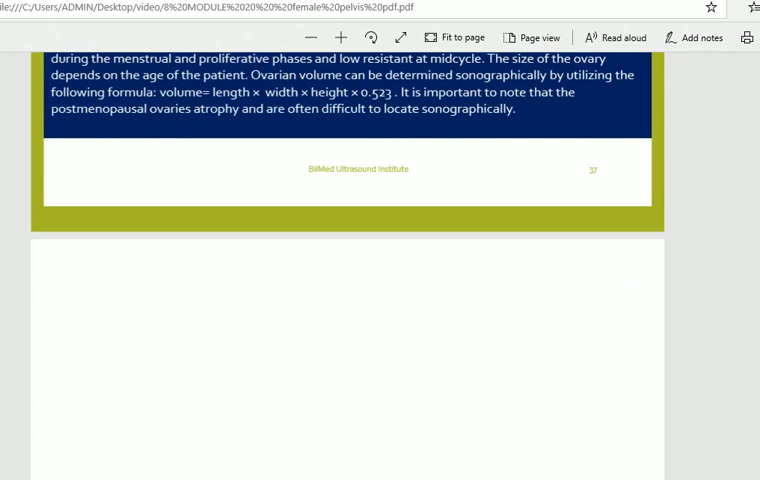 ile:///C:/Users/ADMIN/Desktop/video/8%20MODULE%2020%20%20female%20pelvis%20pdf.pdf
Fit to page Page view Read aloud Add notes
during the menstrual and proliferative phases and low resistant at midcycle. The size of the ovary
depends on the age of the patient. Ovarian volume can be determined sonographically by utilizing the
following formula: volume= length × width × height × 0.523 . It is important to note that the
postmenopausal ovaries atrophy and are often difficult to locate sonographically.
BilMed Ultrasound Institute 37